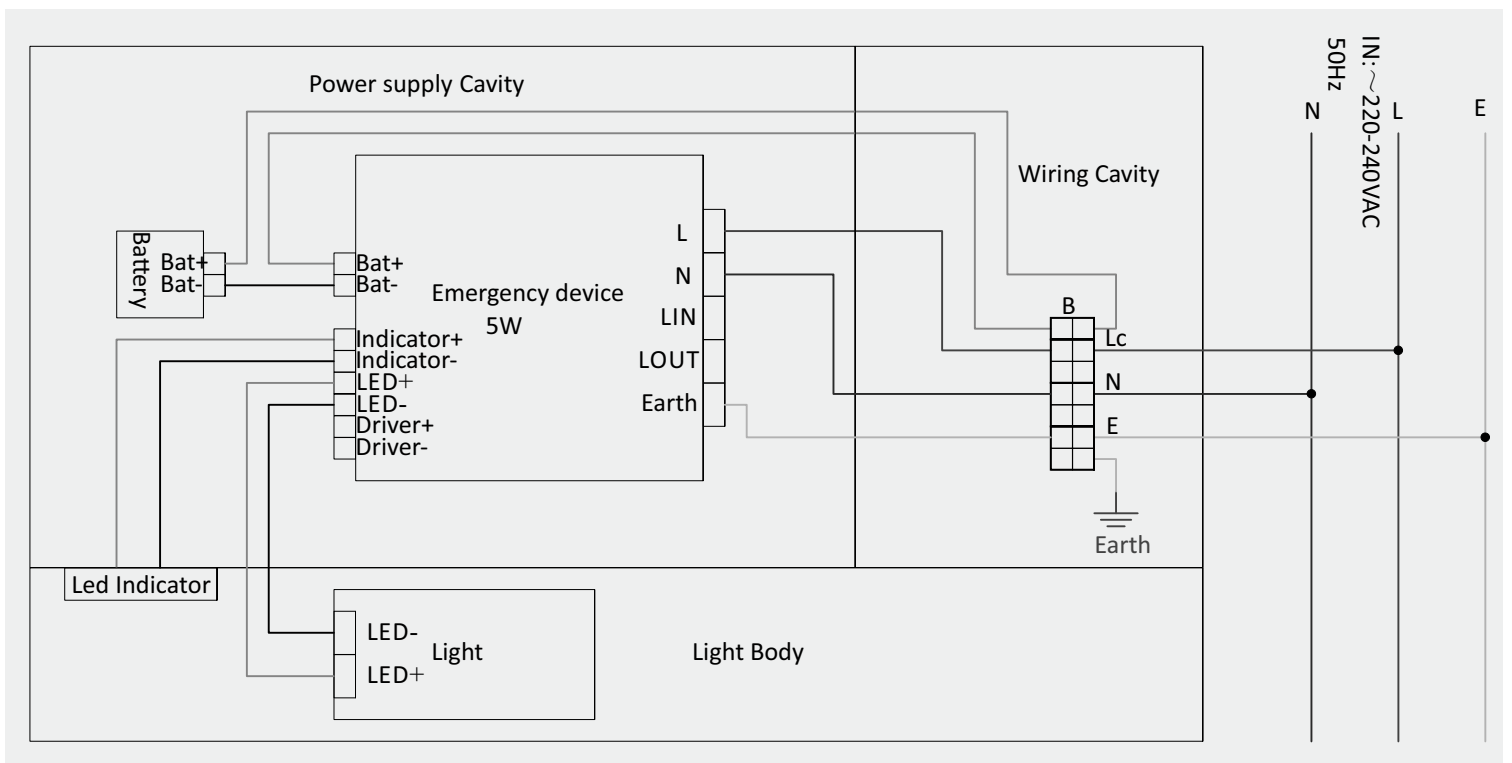 Power supply Cavity
IN:～220-240VAC
50Hz
N
L
E
Wiring Cavity
Battery
Bat+
Bat-
Bat+
Bat-
Indicator+
Indicator-
LED+
LED-
Driver+
Driver-
Emergency device
5W
L
N
LIN
LOUT
Earth
B
Lc
N
E
Earth
Led Indicator
LED-
LED+
Light
Light Body